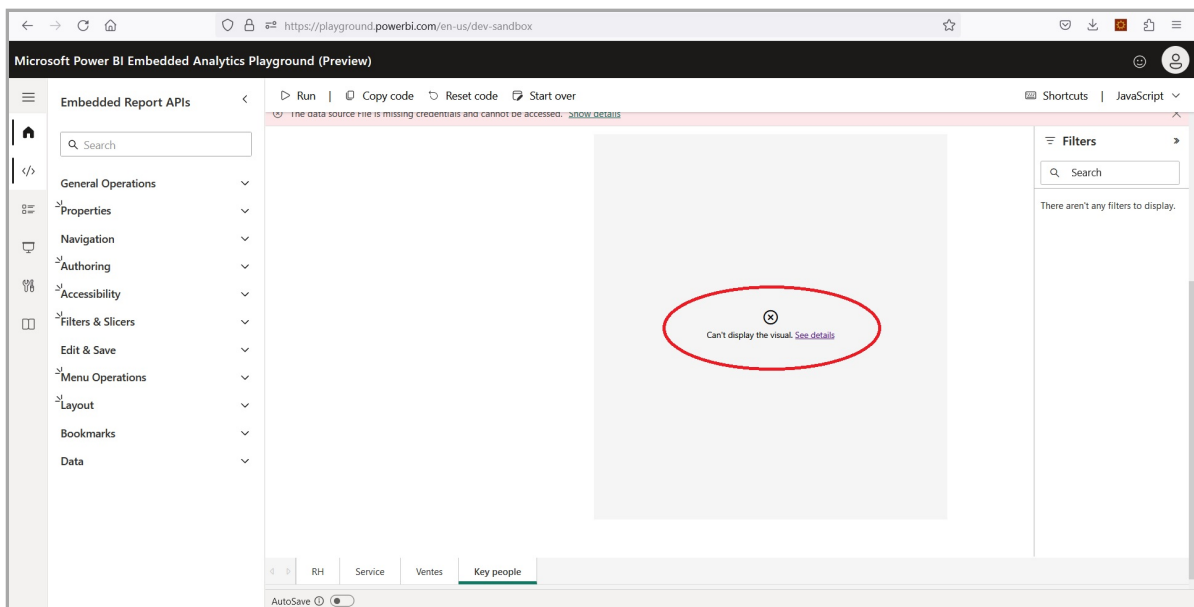 https://playground.powerbi.com/en-us/dev-sandbox
Microsoft Power BI Embedded Analytics Playground (Preview)
Embedded Report APIs
Run | Copy code Reset code Start over
Shortcuts | JavaScript
The data source File is missing credentials and cannot be accessed. Show details
Search
General Operations
Properties
Navigation
Authoring
Accessibility
Filters & Slicers
Edit & Save
Menu Operations
Layout
Bookmarks
Data
Can't display the visual. See details
Filters
Search
There aren't any filters to display.
RH Service Ventes Key people
AutoSave